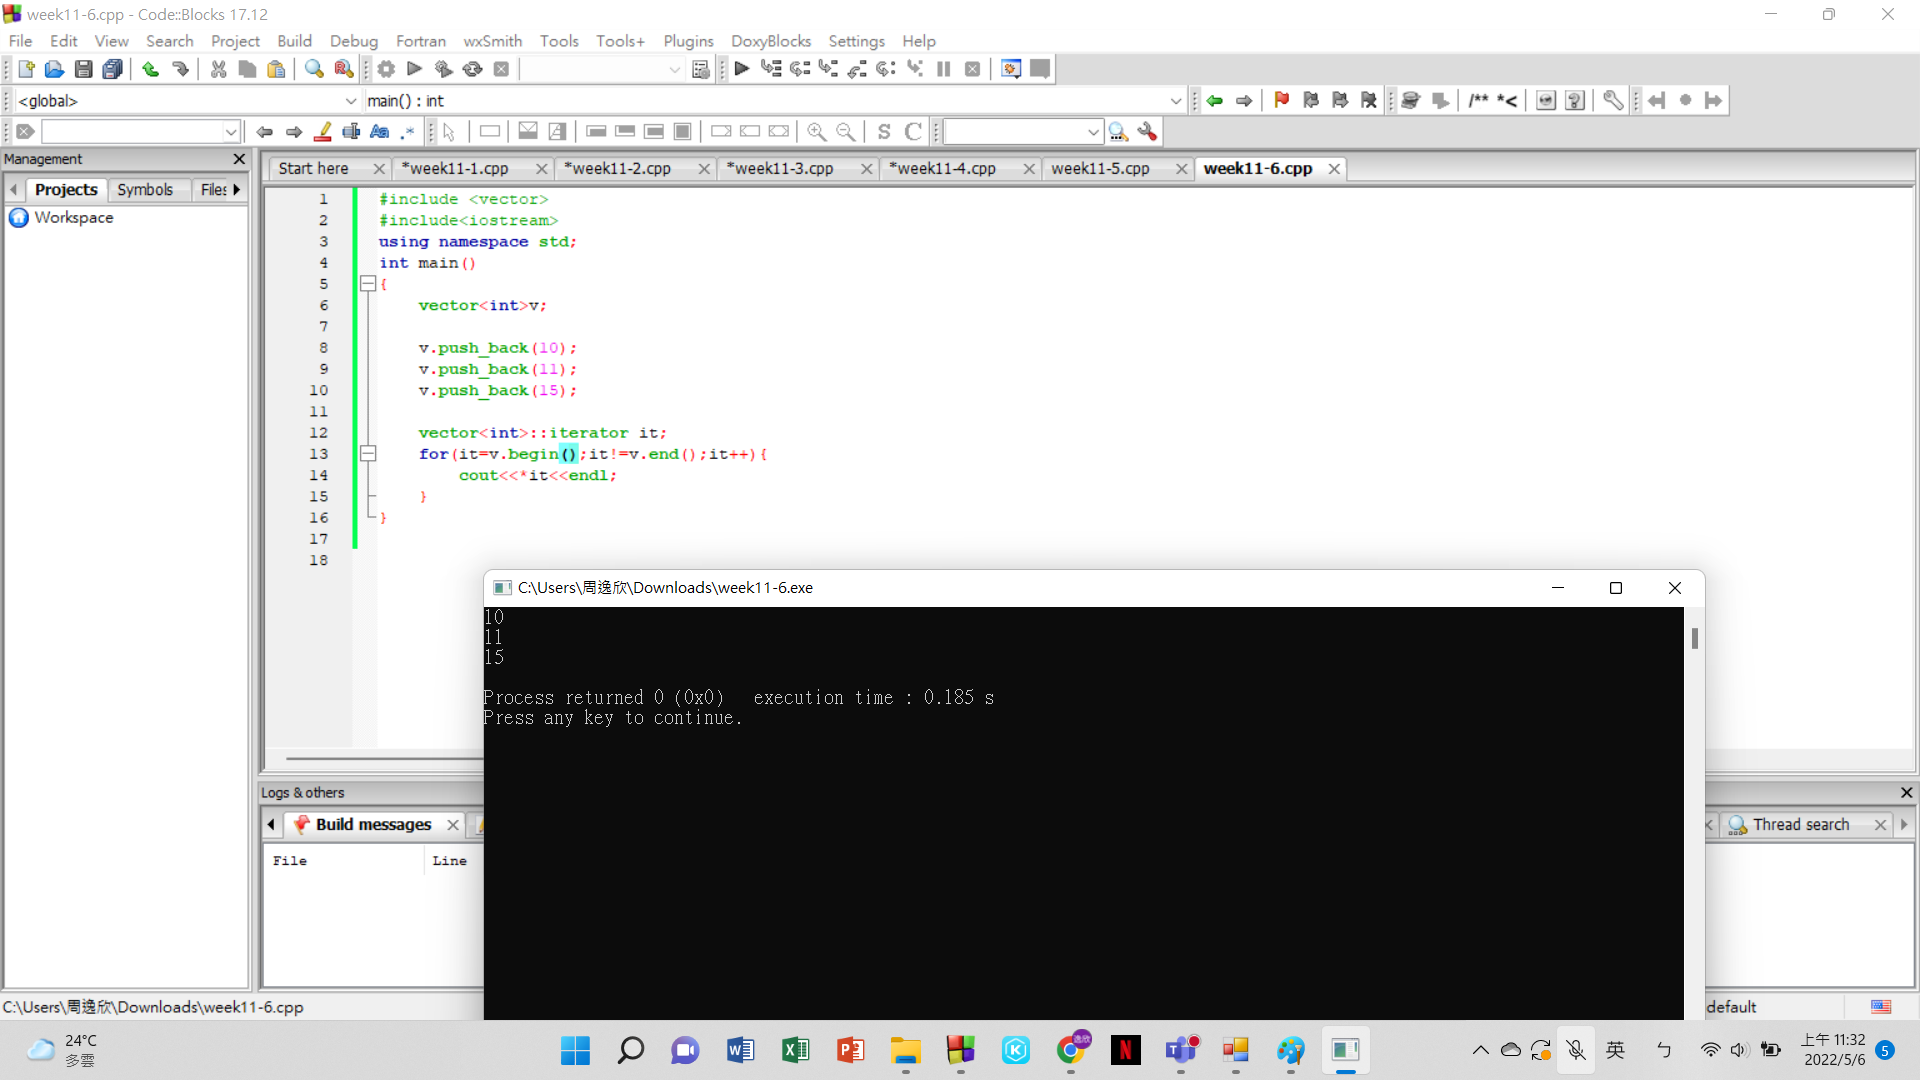 week11-6.cpp - Code::Blocks 17.12
File Edit View Search Project Build Debug Fortran wxSmith Tools Tools+ Plugins DoxyBlocks Settings Help
<global> main() : int
/** *<
Aa .* S C
Management
Projects Symbols Files
Workspace
Start here *week11-1.cpp *week11-2.cpp *week11-3.cpp *week11-4.cpp week11-5.cpp week11-6.cpp
1 #include <vector>
2 #include<iostream>
3 using namespace std;
4 int main()
5 {
6 vector<int>v;
7
8 v.push_back(10);
9 v.push_back(11);
10 v.push_back(15);
11
12 vector<int>::iterator it;
13 for(it=v.begin();it!=v.end();it++){
14 cout<<*it<<endl;
15 }
16 }
17
18
C:\Users\周逸欣\Downloads\week11-6.exe
10
11
15
Process returned 0 (0x0) execution time : 0.185 s
Press any key to continue.
Logs & others
Build messages
Thread search
File Line
C:\Users\周逸欣\Downloads\week11-6.cpp
default
24°C
多雲
英 ㄅ
上午 11:32
2022/5/6
5